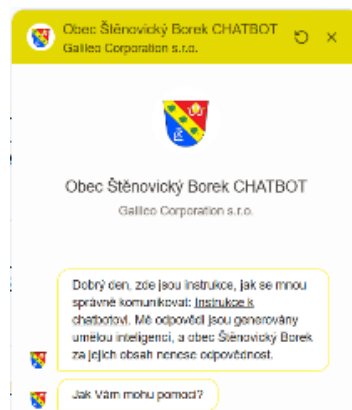 Obec Štěnovický Borek CHATBOT
Galileo Corporation s.r.o.
Obec Štěnovický Borek CHATBOT
Galileo Corporation s.r.o.
Dobrý den, zde jsou instrukce, jak se mnou
správně komunikovat: Instrukce k
chatbotovi. Mé odpovědi jsou generovány
umělou inteligencí, a obec Štěnovický Borek
za jejich obsah nenese odpovědnost.
Jak Vám mohu pomoci?